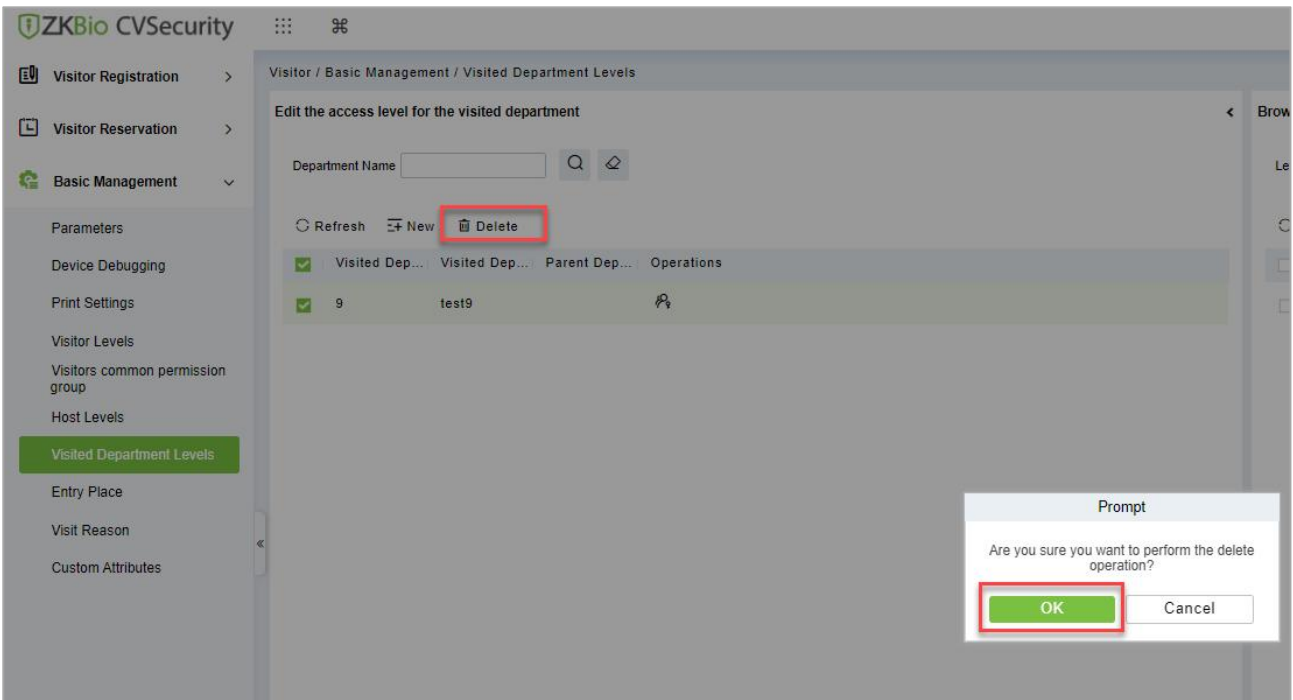 ZKBio CVSecurity
Visitor Registration
Visitor Reservation
Basic Management
Parameters
Device Debugging
Print Settings
Visitor Levels
Visitors common permission
group
Host Levels
Visited Department Levels
Entry Place
Visit Reason
Custom Attributes
Visitor / Basic Management / Visited Department Levels
Edit the access level for the visited department
Department Name
Refresh New Delete
Visited Dep... Visited Dep... Parent Dep... Operations
9 test9
Brow
Le
Prompt
Are you sure you want to perform the delete
operation?
OK Cancel